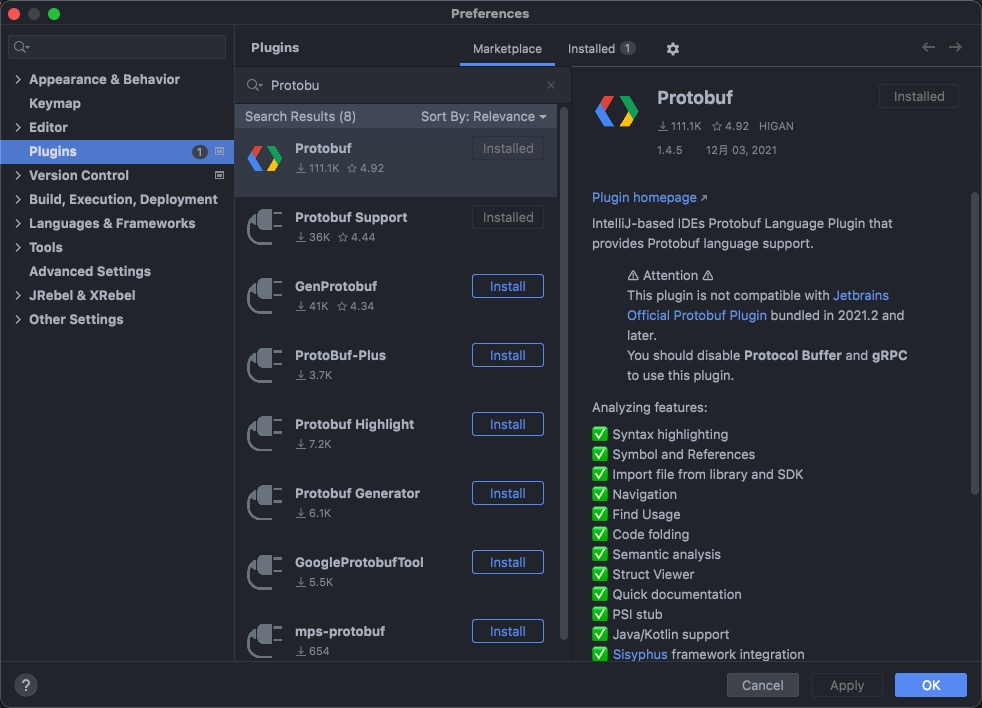 Preferences
Appearance & Behavior
Keymap
Editor
Plugins 1
Version Control
Build, Execution, Deployment
Languages & Frameworks
Tools
Advanced Settings
JRebel & XRebel
Other Settings
Plugins Marketplace Installed 1
Protobu
Search Results (8) Sort By: Relevance
Protobuf Installed
111.1K 4.92
Protobuf Support Installed
36K 4.44
GenProtobuf Install
41K 4.34
ProtoBuf-Plus Install
3.7K
Protobuf Highlight Install
7.2K
Protobuf Generator Install
6.1K
GoogleProtobufTool Install
5.5K
mps-protobuf Install
654
Protobuf Installed
111.1K 4.92 HIGAN
1.4.5 12月 03, 2021
Plugin homepage ↗
IntelliJ-based IDEs Protobuf Language Plugin that
provides Protobuf language support.
⚠ Attention ⚠
This plugin is not compatible with Jetbrains
Official Protobuf Plugin bundled in 2021.2 and
later.
You should disable Protocol Buffer and gRPC
to use this plugin.
Analyzing features:
✅ Syntax highlighting
✅ Symbol and References
✅ Import file from library and SDK
✅ Navigation
✅ Find Usage
✅ Code folding
✅ Semantic analysis
✅ Struct Viewer
✅ Quick documentation
✅ PSI stub
✅ Java/Kotlin support
✅ Sisyphus framework integration
? Cancel Apply OK